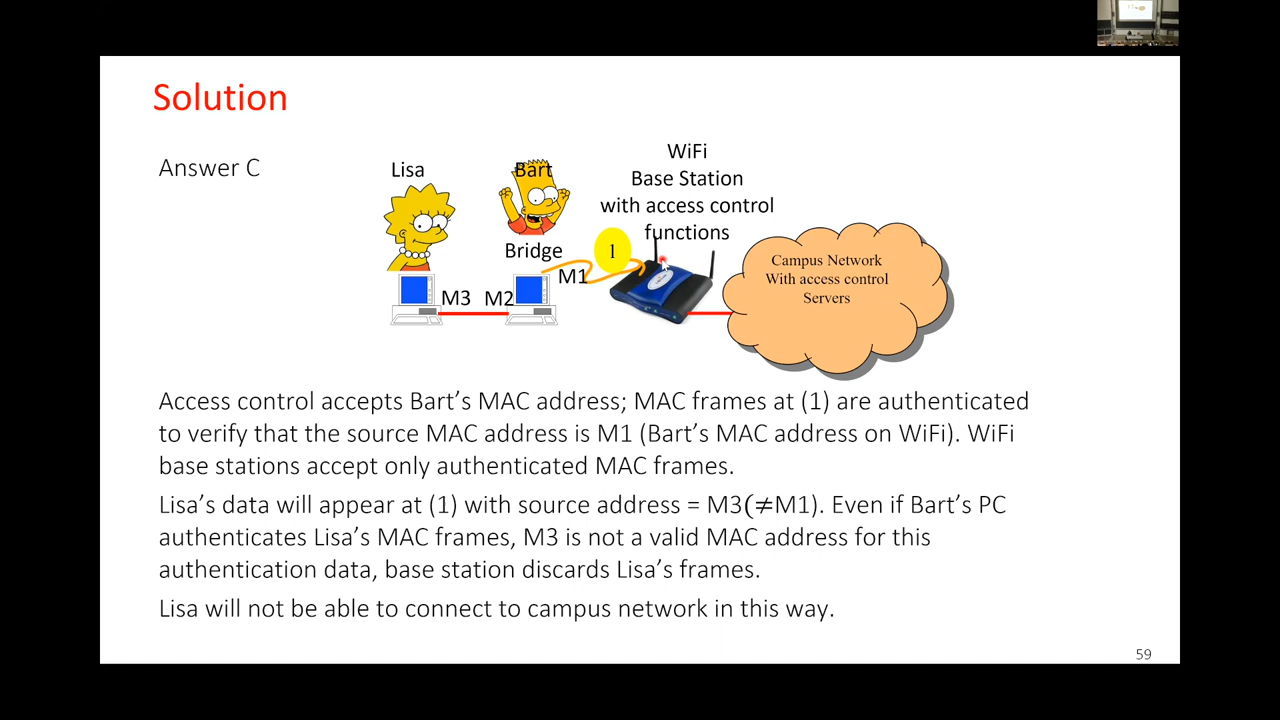 Solution
Answer C
Lisa
Bart
WiFi
Base Station
with access control
functions
Bridge
1
M1
M3
M2
Campus Network
With access control
Servers
Access control accepts Bart’s MAC address; MAC frames at (1) are authenticated
to verify that the source MAC address is M1 (Bart’s MAC address on WiFi). WiFi
base stations accept only authenticated MAC frames.
Lisa’s data will appear at (1) with source address = M3(≠M1). Even if Bart’s PC
authenticates Lisa’s MAC frames, M3 is not a valid MAC address for this
authentication data, base station discards Lisa’s frames.
Lisa will not be able to connect to campus network in this way.
59